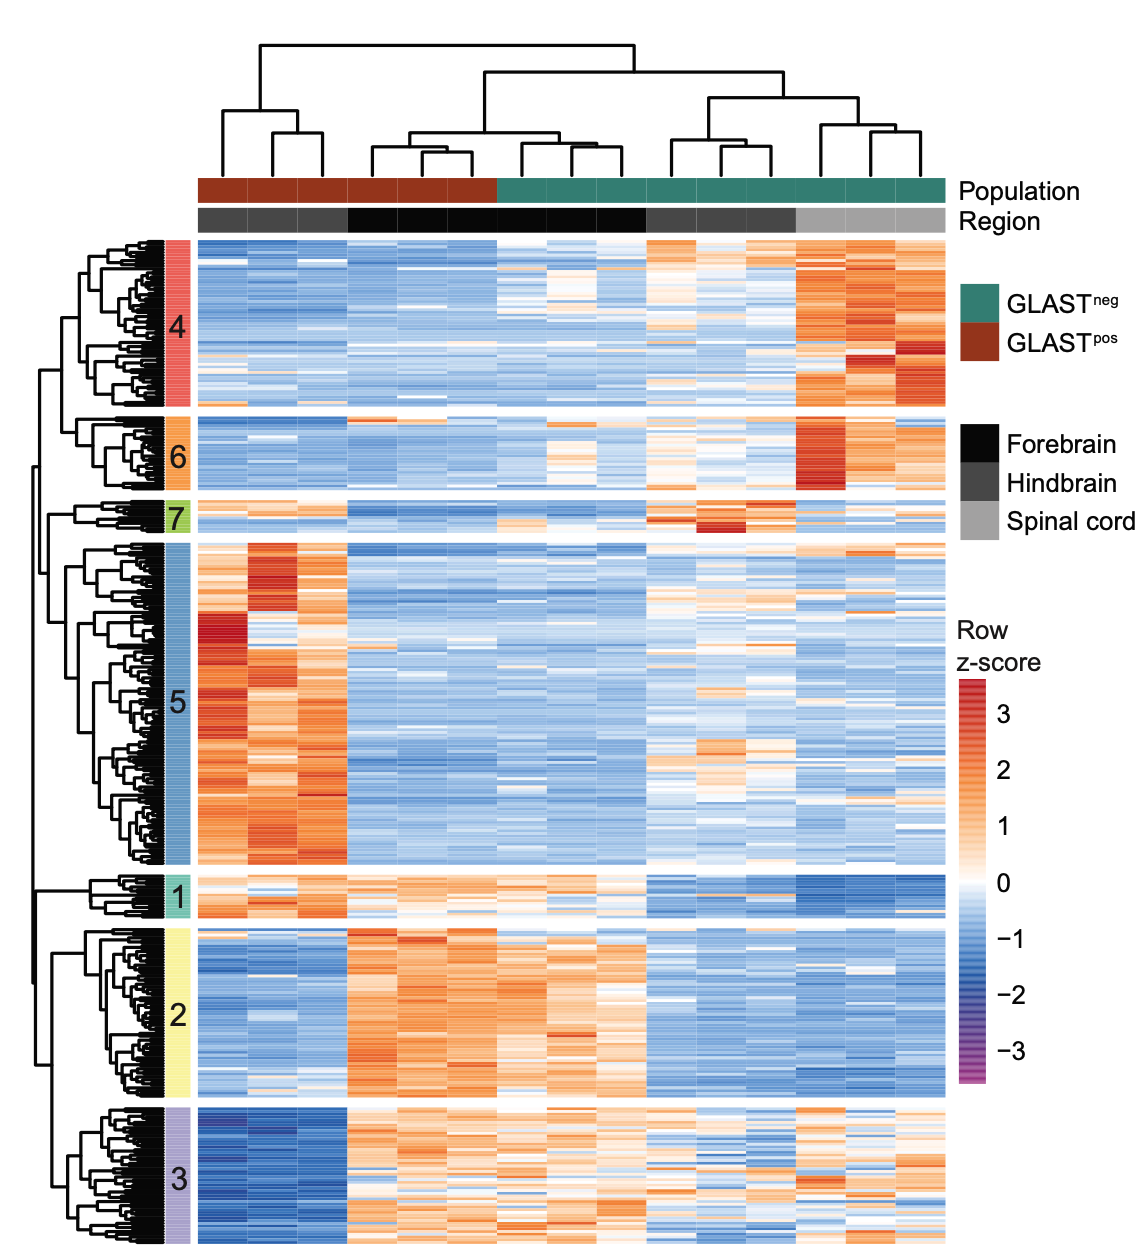 Population
Region
GLASTneg
GLASTpos
Forebrain
Hindbrain
Spinal cord
4
6
7
5
1
2
3
Row
z-score
3
2
1
0
−1
−2
−3